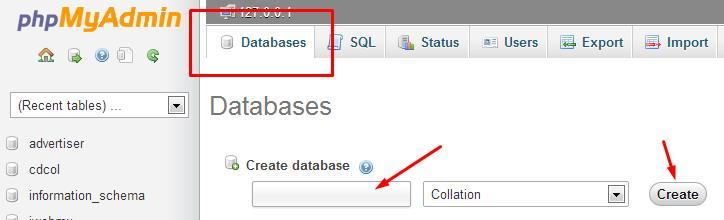 phpMyAdmin
127.0.0.1
Databases
SQL
Status
Users
Export
Import
(Recent tables) ...
advertiser
cdcol
information_schema
Databases
Create database
Collation
Create